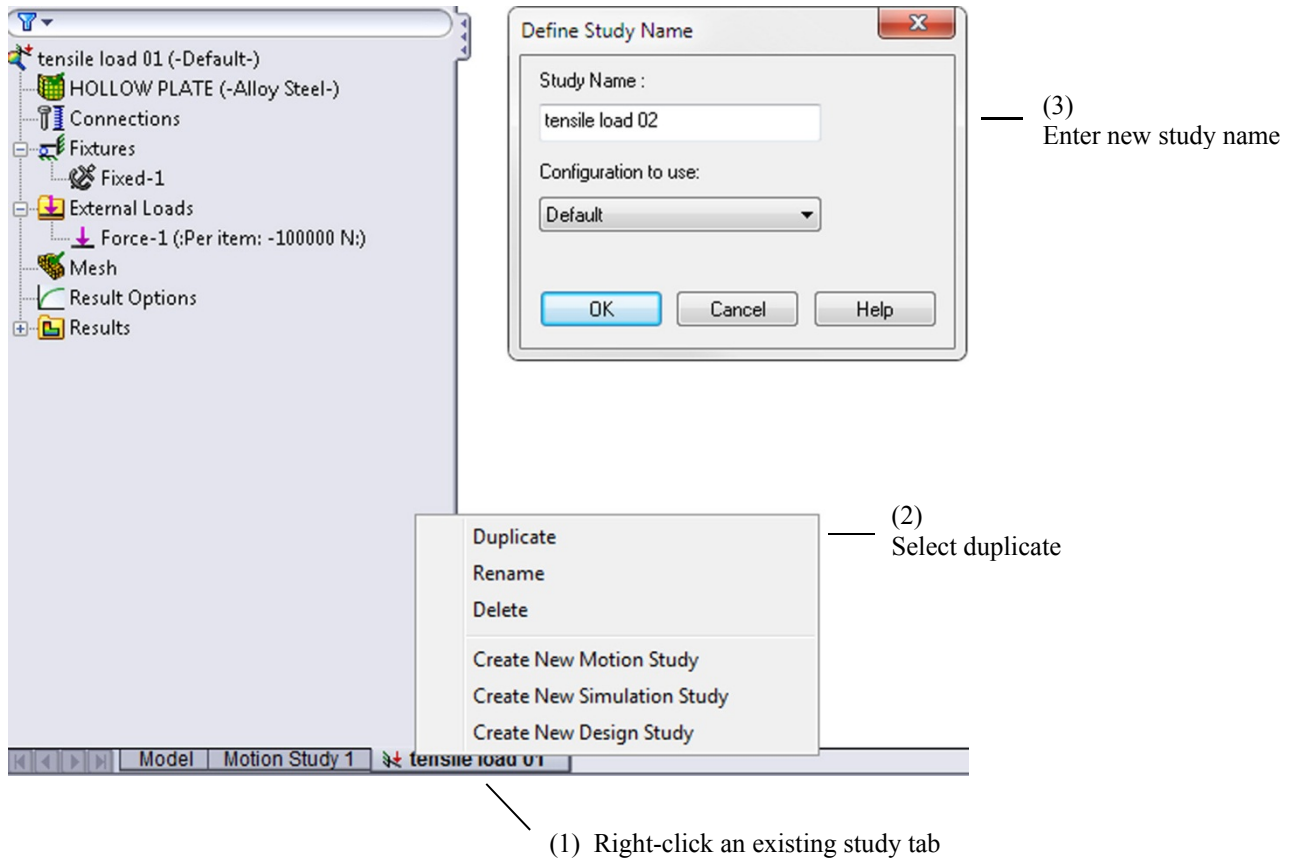 tensile load 01 (-Default-)
HOLLOW PLATE (-Alloy Steel-)
Connections
Fixtures
Fixed-1
External Loads
Force-1 (:Per item: -100000 N:)
Mesh
Result Options
Results
Define Study Name
Study Name :
tensile load 02
Configuration to use:
Default
OK Cancel Help
(3)
Enter new study name
Duplicate
Rename
Delete
Create New Motion Study
Create New Simulation Study
Create New Design Study
(2)
Select duplicate
Model Motion Study 1 tensile load 01
(1) Right-click an existing study tab